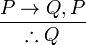 P → Q, P
∴ Q